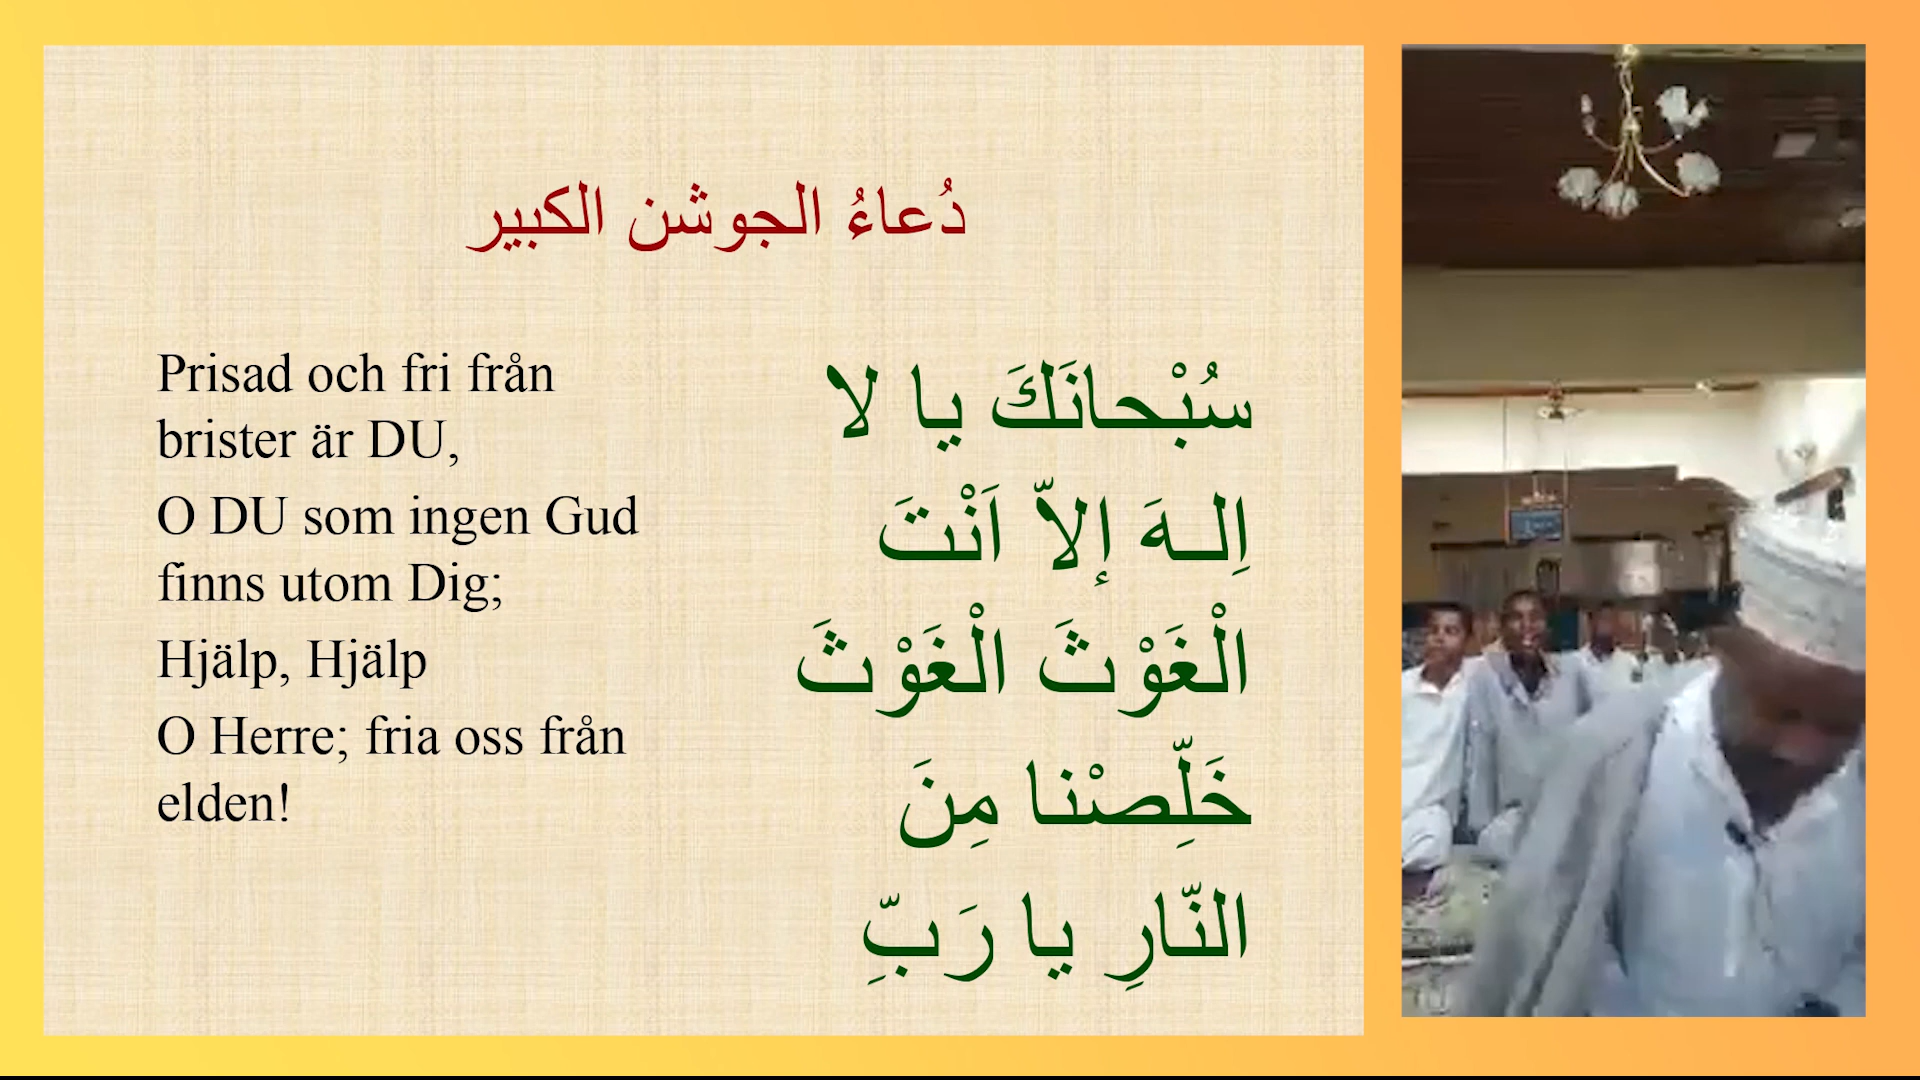 دُعاءُ الجوشن الكبير
Prisad och fri från
brister är DU,
O DU som ingen Gud
finns utom Dig;
Hjälp, Hjälp
O Herre; fria oss från
elden!
سُبْحانَكَ يا لا
اِلـهَ إلاّ اَنْتَ
الْغَوْثَ الْغَوْثَ
خَلِّصْنا مِنَ
النّارِ يا رَبِّ